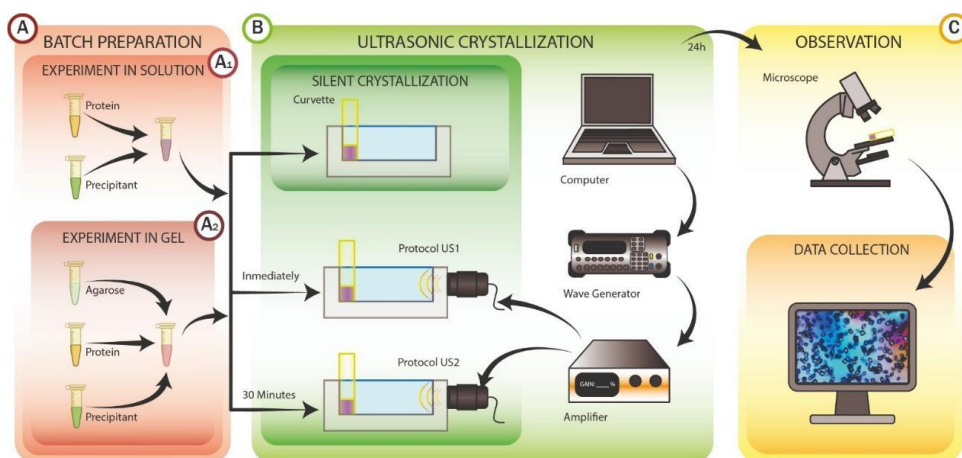 A
BATCH PREPARATION
EXPERIMENT IN SOLUTION
A1
Protein
Precipitant
EXPERIMENT IN GEL
A2
Agarose
Protein
Precipitant
B
ULTRASONIC CRYSTALLIZATION
SILENT CRYSTALLIZATION
Curvette
Inmediately
Protocol US1
30 Minutes
Protocol US2
Computer
Wave Generator
GAIN: ___ %
Amplifier
24h
C
OBSERVATION
Microscope
DATA COLLECTION